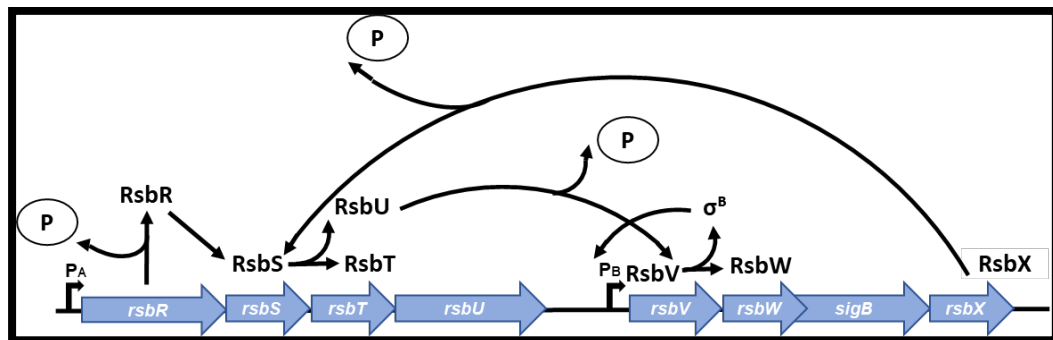 P
P
RsbR
P
RsbU
σᴮ
RsbS
RsbT
RsbV
RsbW
RsbX
PA
PB
rsbR
rsbS
rsbT
rsbU
rsbV
rsbW
sigB
rsbX